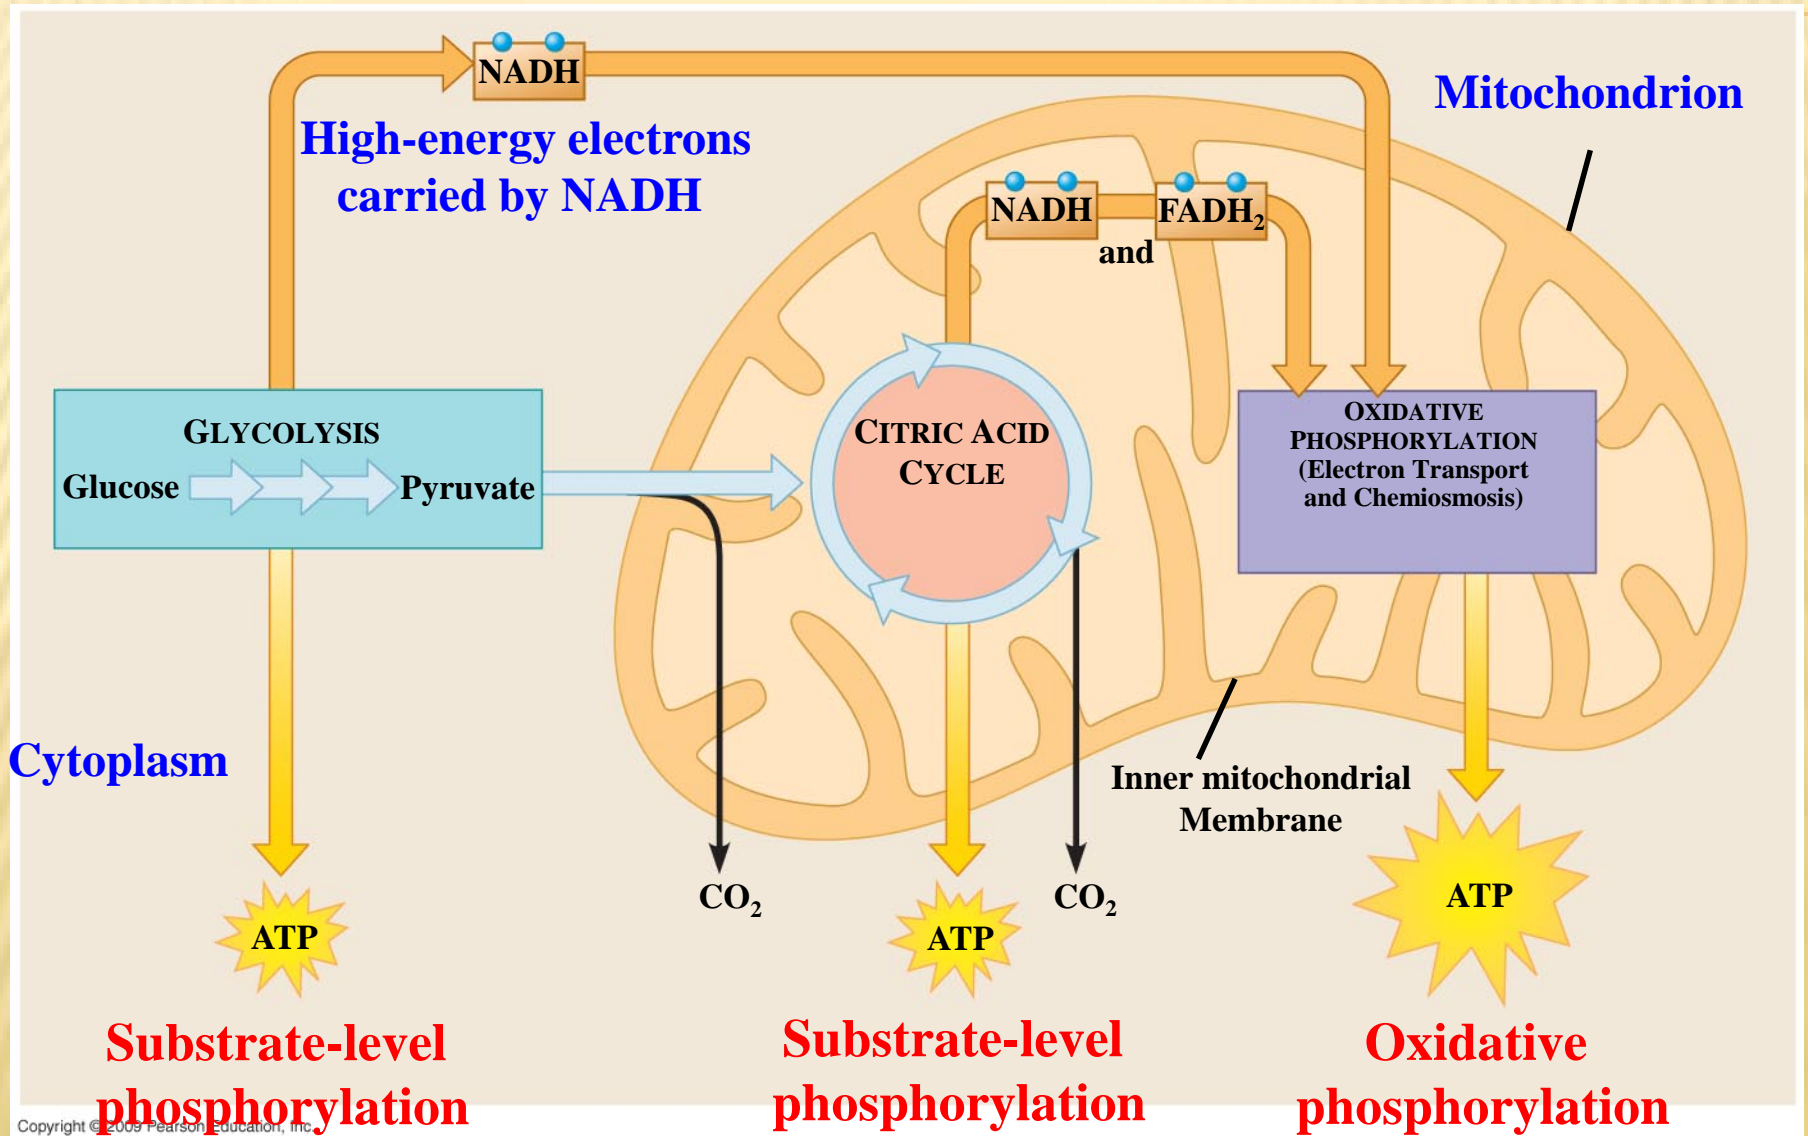 NADH
Mitochondrion
High-energy electrons
carried by NADH
NADH
FADH₂
and
GLYCOLYSIS
Glucose
Pyruvate
CITRIC ACID
CYCLE
OXIDATIVE
PHOSPHORYLATION
(Electron Transport
and Chemiosmosis)
Cytoplasm
Inner mitochondrial
Membrane
CO₂
CO₂
ATP
ATP
ATP
Substrate-level
phosphorylation
Substrate-level
phosphorylation
Oxidative
phosphorylation
Copyright © 2009 Pearson Education, Inc.